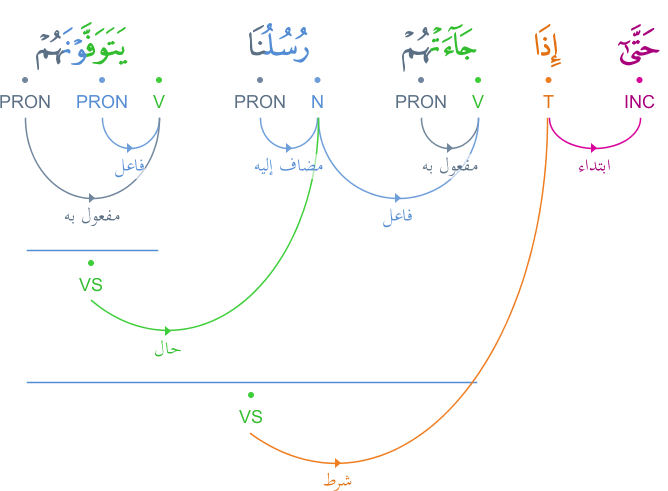 حَتَّىٰٓ إِذَا جَآءَتْهُمْ رُسُلُنَا يَتَوَفَّوْنَهُمْ
INC T V PRON N PRON V PRON PRON
ابتداء مفعول به مضاف إليه فاعل
فاعل مفعول به
VS
حال
VS
شرط